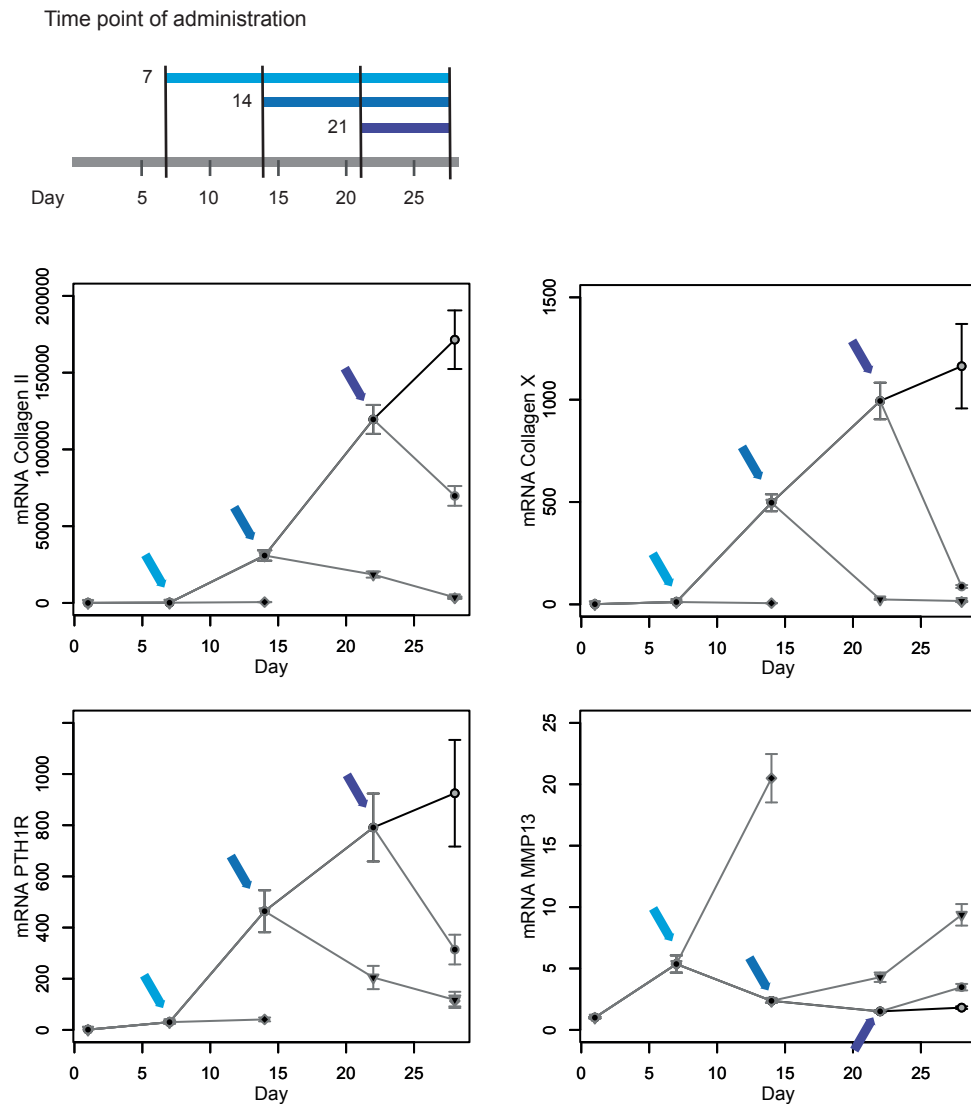 Time point of administration
7
14
21
Day 5 10 15 20 25
mRNA Collagen II
0 50000 100000 150000 200000
0 5 10 15 20 25
Day
mRNA Collagen X
0 500 1000 1500
0 5 10 15 20 25
Day
mRNA PTH1R
0 200 400 600 800 1000
0 5 10 15 20 25
Day
mRNA MMP13
0 5 10 15 20 25
0 5 10 15 20 25
Day